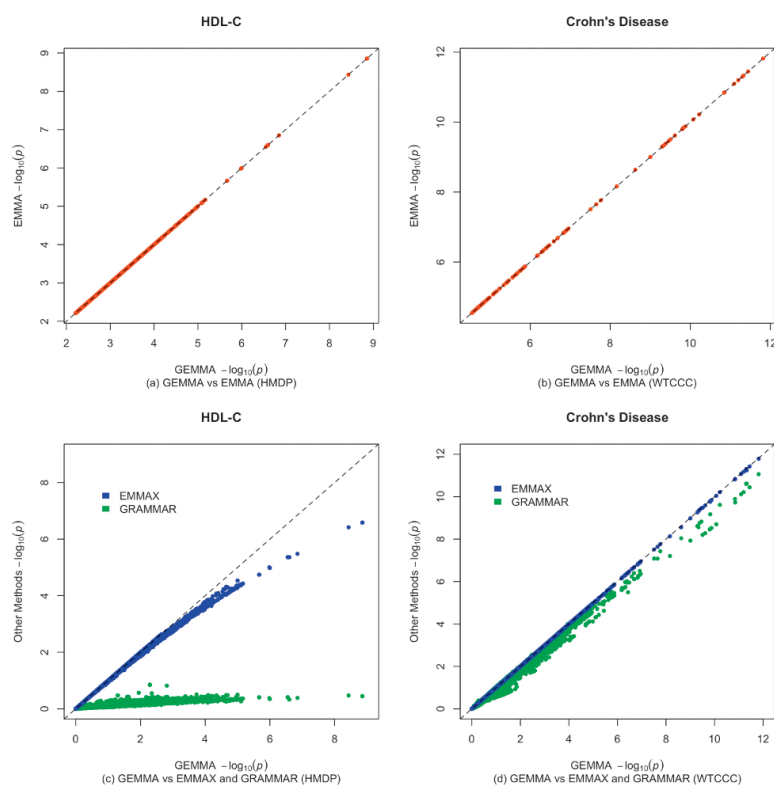 HDL-C
Crohn's Disease
EMMA −log10(p)
9
8
7
6
5
4
3
2
2 3 4 5 6 7 8 9
GEMMA −log10(p)
(a) GEMMA vs EMMA (HMDP)
EMMA −log10(p)
12
10
8
6
6 8 10 12
GEMMA −log10(p)
(b) GEMMA vs EMMA (WTCCC)
HDL-C
Crohn's Disease
Other Methods −log10(p)
8
6
4
2
0
EMMAX
GRAMMAR
0 2 4 6 8
GEMMA −log10(p)
(c) GEMMA vs EMMAX and GRAMMAR (HMDP)
Other Methods −log10(p)
12
10
8
6
4
2
0
EMMAX
GRAMMAR
0 2 4 6 8 10 12
GEMMA −log10(p)
(d) GEMMA vs EMMAX and GRAMMAR (WTCCC)